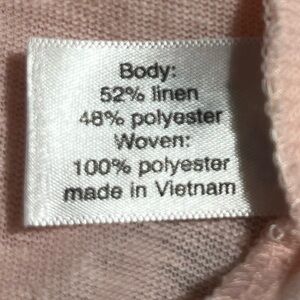 Body:
52% linen
48% polyester
Woven:
100% polyester
made in Vietnam